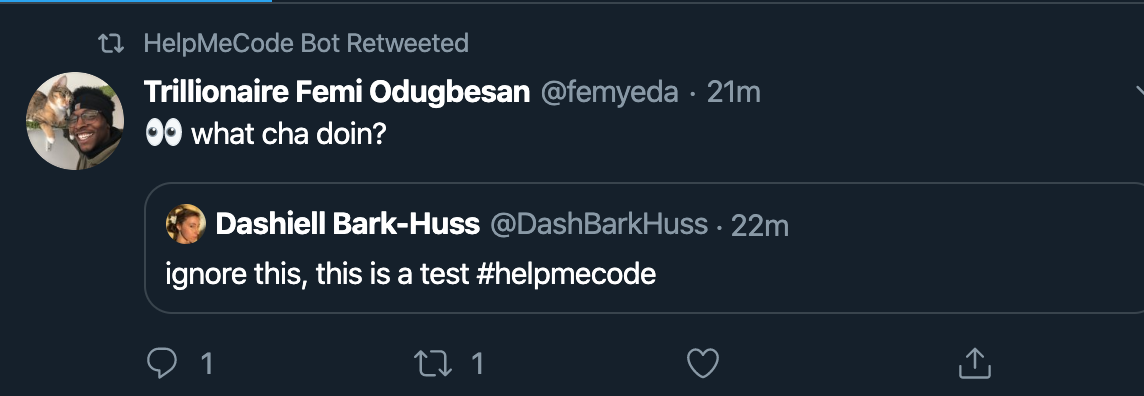 HelpMeCode Bot Retweeted
Trillionaire Femi Odugbesan @femyeda · 21m
👀 what cha doin?
Dashiell Bark-Huss @DashBarkHuss · 22m
ignore this, this is a test #helpmecode
1 1